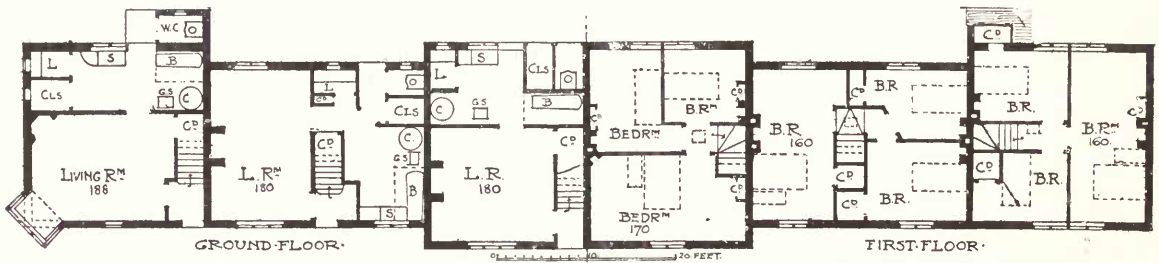 W.C
L
S
B
CLS
G.S
C
Cᴰ
LIVING Rᴹ
188
L
Cᴰ
CLS
C
Cᴰ
G.S
L. Rᴹ
180
B
S
L
S
CLS
C
G.S
B
Cᴰ
L.R.
180
B.Rᴹ
Cᴰ
Cᴰ
BEDRᴹ
Cᴰ
BEDRᴹ
170
Cᴰ
B.R.
B.R
160
Cᴰ
Cᴰ
B.R.
Cᴰ
B.R.
B.Rᴹ
160.
Cᴰ
Cᴰ
B.R.
GROUND·FLOOR·
FIRST·FLOOR·
0 10 20 FEET.